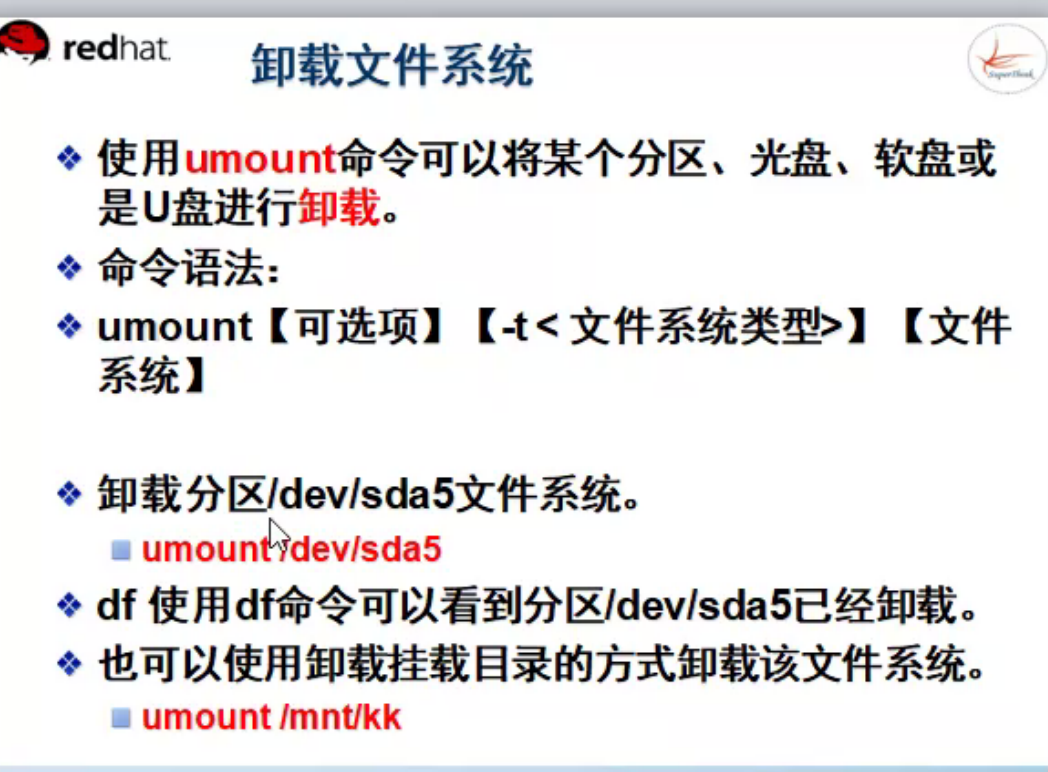 redhat.
卸载文件系统
SuperThink
使用umount命令可以将某个分区、光盘、软盘或
是U盘进行卸载。
命令语法：
umount【可选项】【-t < 文件系统类型>】【文件
系统】
卸载分区/dev/sda5文件系统。
umount /dev/sda5
df 使用df命令可以看到分区/dev/sda5已经卸载。
也可以使用卸载挂载目录的方式卸载该文件系统。
umount /mnt/kk